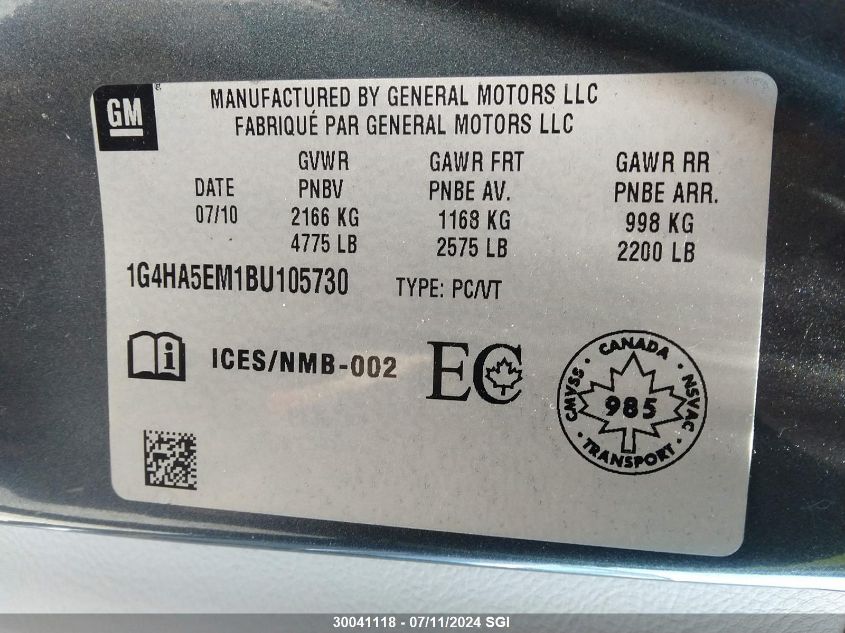 GM
MANUFACTURED BY GENERAL MOTORS LLC
FABRIQUÉ PAR GENERAL MOTORS LLC
GVWR GAWR FRT GAWR RR
DATE PNBV PNBE AV. PNBE ARR.
07/10 2166 KG 1168 KG 998 KG
4775 LB 2575 LB 2200 LB
1G4HA5EM1BU105730 TYPE: PC/VT
i ICES/NMB-002 EC
CANADA
CMVSS 985 NSVAC
TRANSPORT
30041118 - 07/11/2024 SGI